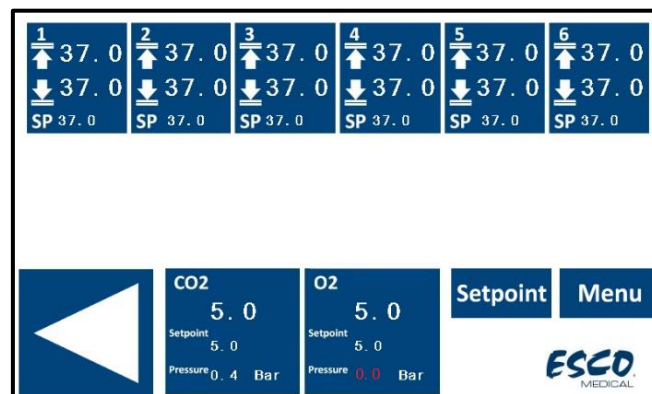 1 2 3 4 5 6
37.0 37.0 37.0 37.0 37.0 37.0
37.0 37.0 37.0 37.0 37.0 37.0
SP 37.0 SP 37.0 SP 37.0 SP 37.0 SP 37.0 SP 37.0
CO2
5.0
Setpoint
5.0
Pressure 0.4 Bar
O2
5.0
Setpoint
5.0
Pressure 0.0 Bar
Setpoint
Menu
ESCO
MEDICAL